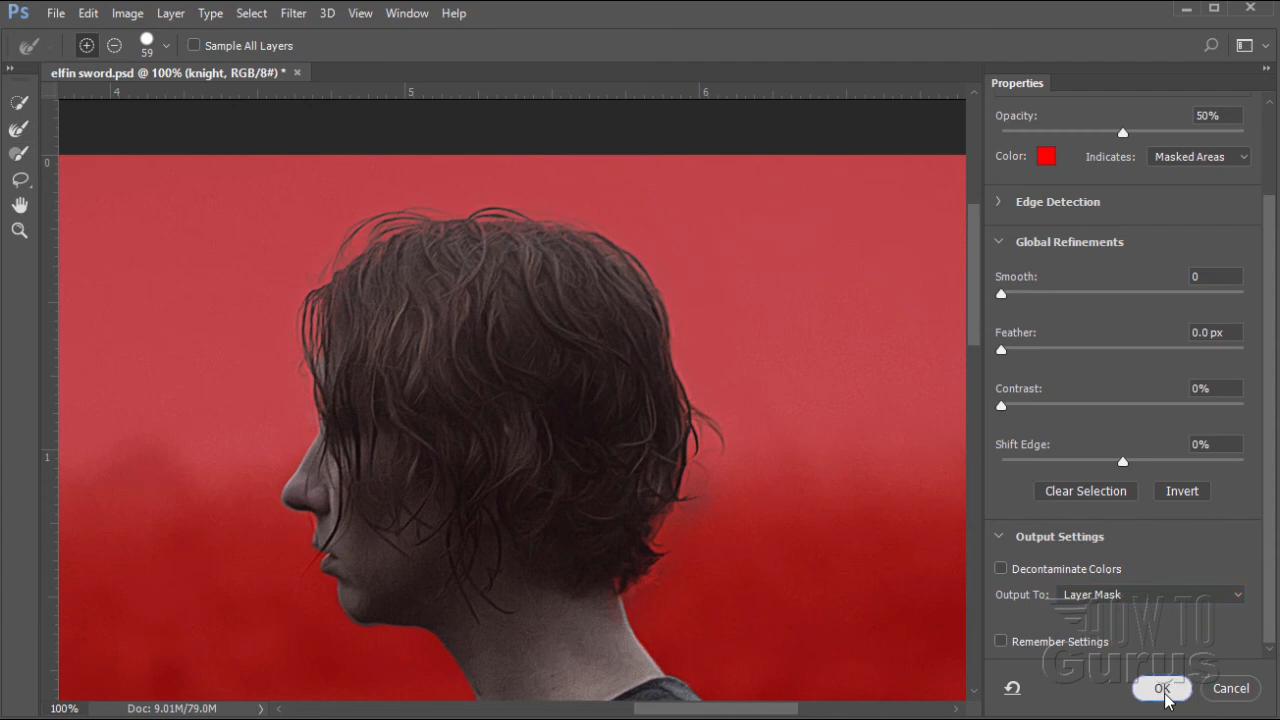 Ps File Edit Image Layer Type Select Filter 3D View Window Help
59 Sample All Layers
elfin sword.psd @ 100% (knight, RGB/8#) * ×
4 5 6
0
1
Properties
Opacity: 50%
Color: Indicates: Masked Areas
Edge Detection
Global Refinements
Smooth: 0
Feather: 0.0 px
Contrast: 0%
Shift Edge: 0%
Clear Selection Invert
Output Settings
Decontaminate Colors
Output To: Layer Mask
Remember Settings
HOW TO
Gurus
OK Cancel
100% Doc: 9.01M/79.0M